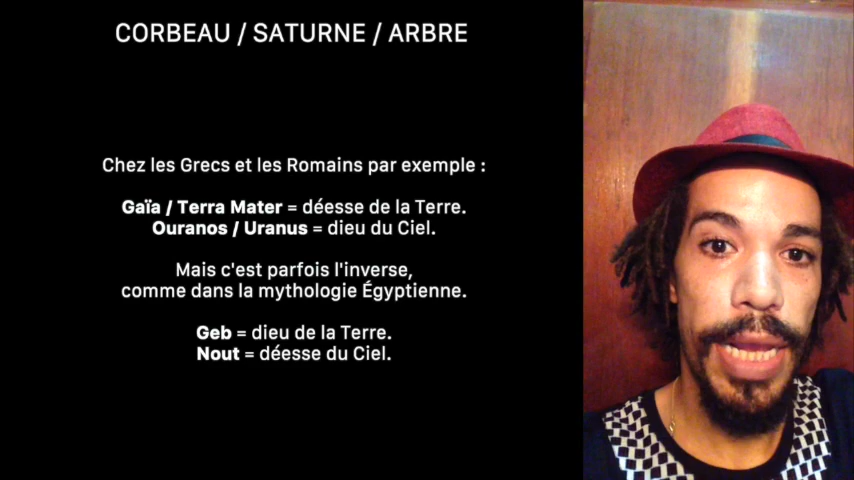 CORBEAU / SATURNE / ARBRE
Chez les Grecs et les Romains par exemple :
Gaïa / Terra Mater = déesse de la Terre.
Ouranos / Uranus = dieu du Ciel.
Mais c'est parfois l'inverse,
comme dans la mythologie Égyptienne.
Geb = dieu de la Terre.
Nout = déesse du Ciel.